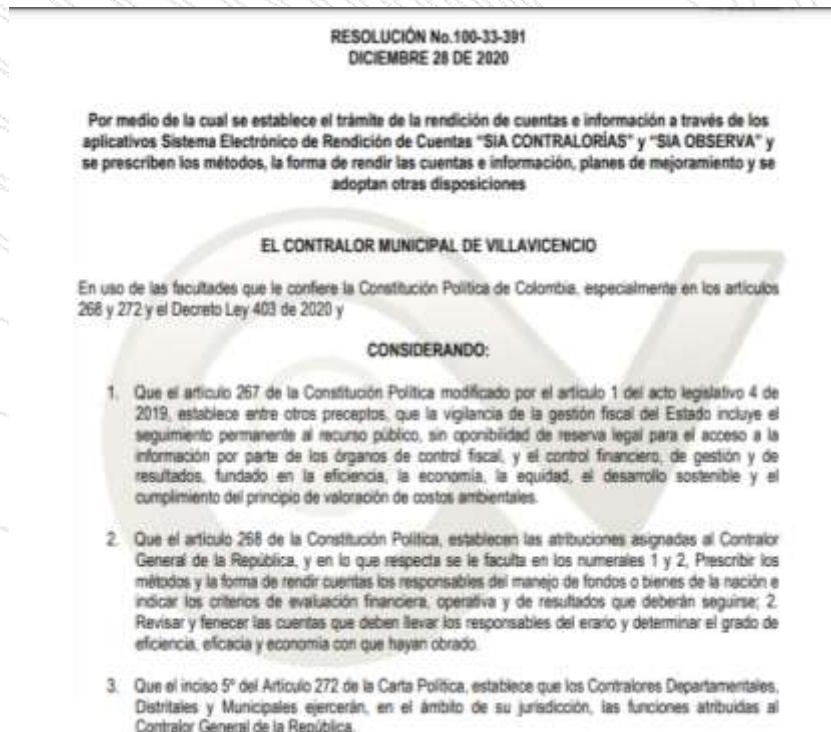 RESOLUCIÓN No.100-33-391
DICIEMBRE 28 DE 2020
Por medio de la cual se establece el trámite de la rendición de cuentas e información a través de los
aplicativos Sistema Electrónico de Rendición de Cuentas “SIA CONTRALORÍAS” y “SIA OBSERVA” y
se prescriben los métodos, la forma de rendir las cuentas e información, planes de mejoramiento y se
adoptan otras disposiciones
EL CONTRALOR MUNICIPAL DE VILLAVICENCIO
En uso de las facultades que le confiere la Constitución Política de Colombia, especialmente en los artículos
268 y 272 y el Decreto Ley 403 de 2020 y
CONSIDERANDO:
1. Que el artículo 267 de la Constitución Política modificado por el artículo 1 del acto legislativo 4 de
2019, establece entre otros preceptos, que la vigilancia de la gestión fiscal del Estado incluye el
seguimiento permanente al recurso público, sin oponibilidad de reserva legal para el acceso a la
información por parte de los órganos de control fiscal, y el control financiero, de gestión y de
resultados, fundado en la eficiencia, la economía, la equidad, el desarrollo sostenible y el
cumplimiento del principio de valoración de costos ambientales.
2. Que el artículo 268 de la Constitución Política, establecen las atribuciones asignadas al Contralor
General de la República, y en lo que respecta se le faculta en los numerales 1 y 2, Prescribir los
métodos y la forma de rendir cuentas los responsables del manejo de fondos o bienes de la nación e
indicar los criterios de evaluación financiera, operativa y de resultados que deberán seguirse; 2.
Revisar y fenecer las cuentas que deben llevar los responsables del erario y determinar el grado de
eficiencia, eficacia y economía con que hayan obrado.
3. Que el inciso 5º del Artículo 272 de la Carta Política, establece que los Contralores Departamentales,
Distritales y Municipales ejercerán, en el ámbito de su jurisdicción, las funciones atribuidas al
Contralor General de la República.